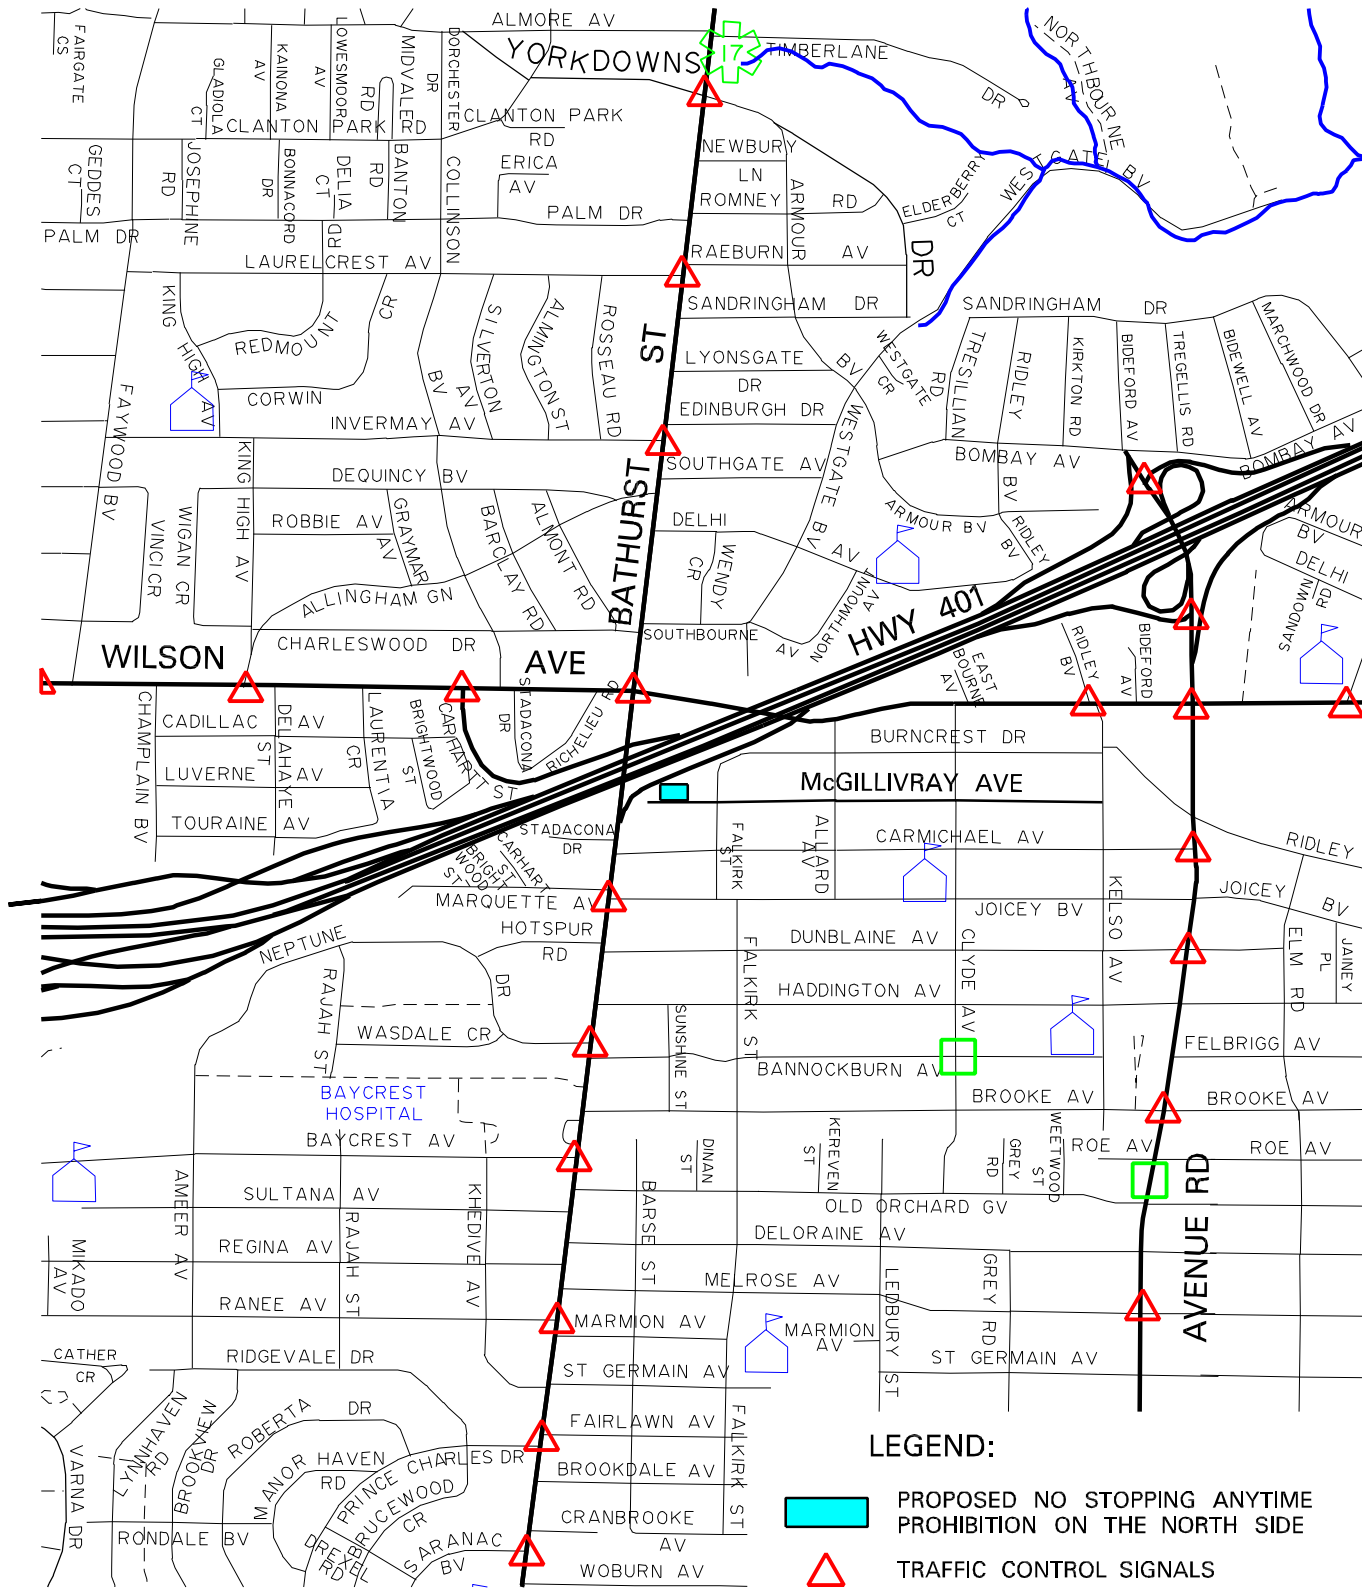 ALMORE AV
YORKDOWNS
17
TIMBERLANE
DR
NORTHBOURNE
AV
FAIRGATE
CS
GLADIOLA
CT
KAINONA
AV
LOWESMOOR
AV
MIDVALE
RD
DORCHESTER
DR
CLANTON PARK RD
CLANTON PARK
RD
ERICA
AV
NEWBURY
LN
ROMNEY RD
ARMOUR
BV
ELDERBERRY
CT
WESTGATE BV
GEDDES
CT
JOSEPHINE
RD
BONNACORD
DR
DELIA
CT
BANTON
RD
COLLINSON
RD
PALM DR
PALM DR
LAURELCREST AV
RAEBURN AV
DR
KING HIGH AV
REDMOUNT
CR
CORWIN
SILVERTON
AV
BV
ALMINGTON ST
ROSSEAU RD
ST
SANDRINGHAM DR
SANDRINGHAM DR
LYONSGATE
DR
EDINBURGH DR
WESTGATE
CR
TRESILLIAN
RD
RIDLEY
BV
KIRKTON RD
BIDEFORD AV
TREGELLIS RD
BIDEWELL AV
MARCHWOOD DR
FAYWOOD BV
INVERMAY AV
KING HIGH AV
DEQUINCY BV
SOUTHGATE AV
WESTGATE BV
BOMBAY AV
BOMBAY AV
VINCI CR
WIGAN CR
ROBBIE AV
GRAYMAR
AV
BARCLAY RD
ALMONT RD
BATHURST
DELHI
AV
WENDY
CR
ARMOUR BV
RIDLEY
BV
ARMOUR
BV
DELHI
SANDOWN
RD
ALLINGHAM GN
CHARLESWOOD DR
SOUTHBOURNE
AV
NORTHMOUNT
AV
HWY 401
EAST
BOURNE
AV
RIDLEY
BV
BIDEFORD
AV
WILSON AVE
CHAMPLAIN BV
CADILLAC AV
ST
DELAHAYE
LAURENTIA
CR
BRIGHTWOOD
ST
CARHARTT ST
STADACONA
DR
RICHELIEU RD
LUVERNE AV
TOURAINE AV
BURNCREST DR
McGILLIVRAY AVE
STADACONA
DR
CARHART
ST
BRIGHT
WOOD
ST
MARQUETTE AV
FALKIRK
ST
ALLARD
AV
CARMICHAEL AV
RIDLEY
BV
JOICEY
JOICEY BV
KELSO AV
NEPTUNE
DR
HOTSPUR
RD
DUNBLAINE AV
CLYDE AV
ELM RD
JAINEY
PL
RAJAH ST
FALKIRK ST
HADDINGTON AV
WASDALE CR
SUNSHINE ST
BANNOCKBURN AV
FELBRIGG AV
BAYCREST
HOSPITAL
BROOKE AV
BROOKE AV
BAYCREST AV
DINAN
ST
KEREVEN
ST
GREY
RD
WEETWOOD
ST
ROE AV
ROE AV
AMEER AV
SULTANA AV
KHEDIVE AV
BARSE ST
OLD ORCHARD GV
DELORAINE AV
AVENUE RD
MIKADO
AV
REGINA AV
RAJAH ST
MELROSE AV
LEDBURY ST
GREY RD
RANEE AV
MARMION AV
MARMION
AV
CATHER
CR
RIDGEVALE DR
ST GERMAIN AV
ST GERMAIN AV
VARNA DR
LYNNHAVEN
RD
BROOKVIEW
DR
ROBERTA DR
MANOR HAVEN
RD
PRINCE CHARLES DR
BRUCEWOOD
CR
FAIRLAWN AV
FALKIRK ST
BROOKDALE AV
CRANBROOKE
AV
RONDALE BV
DREXEL
RD
SARANAC
BV
WOBURN AV
LEGEND:
PROPOSED NO STOPPING ANYTIME
PROHIBITION ON THE NORTH SIDE
TRAFFIC CONTROL SIGNALS